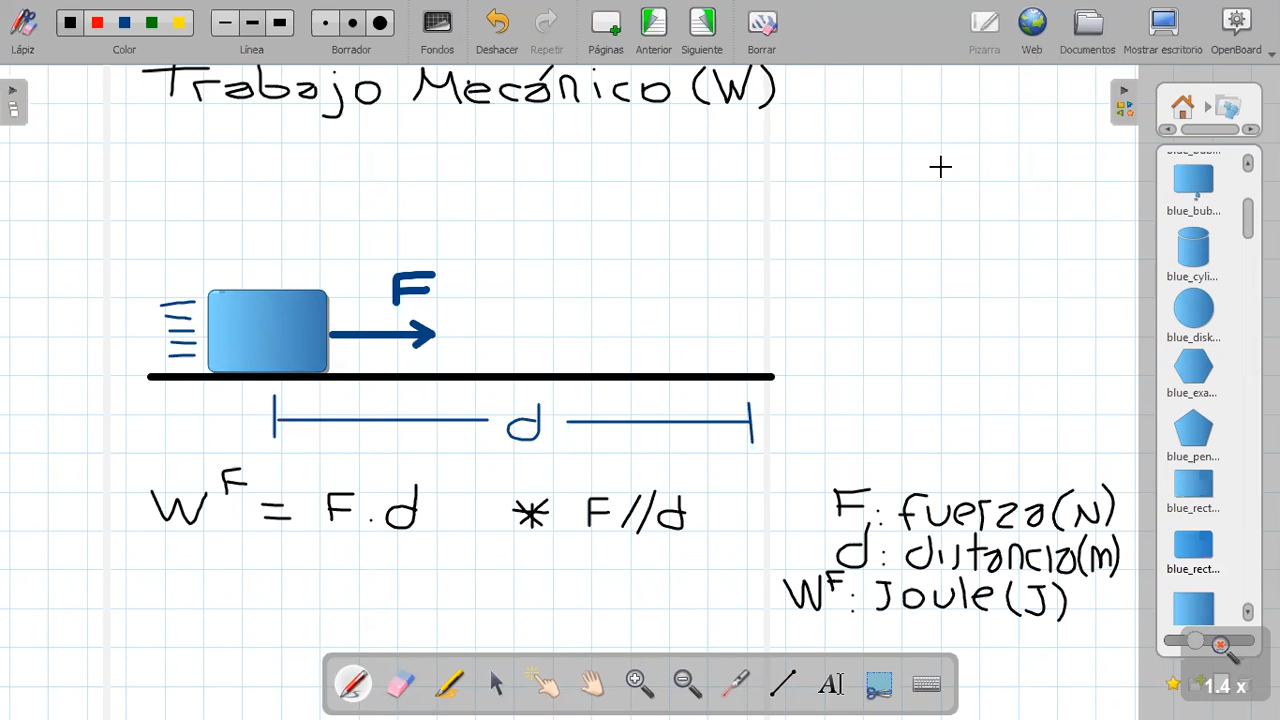 Lápiz
Color
Línea
Borrador
Fondos
Deshacer
Repetir
Páginas
Anterior
Siguiente
Borrar
Pizarra
Web
Documentos
Mostrar escritorio
OpenBoard
Trabajo Mecánico (W)
F
d
W^F = F.d * F//d
F: fuerza (N)
d: distancia (m)
W^F: Joule (J)
blue_bub...
blue_bub...
blue_cyli...
blue_disk...
blue_exa...
blue_pen...
blue_rect...
blue_rect...
1.4 x